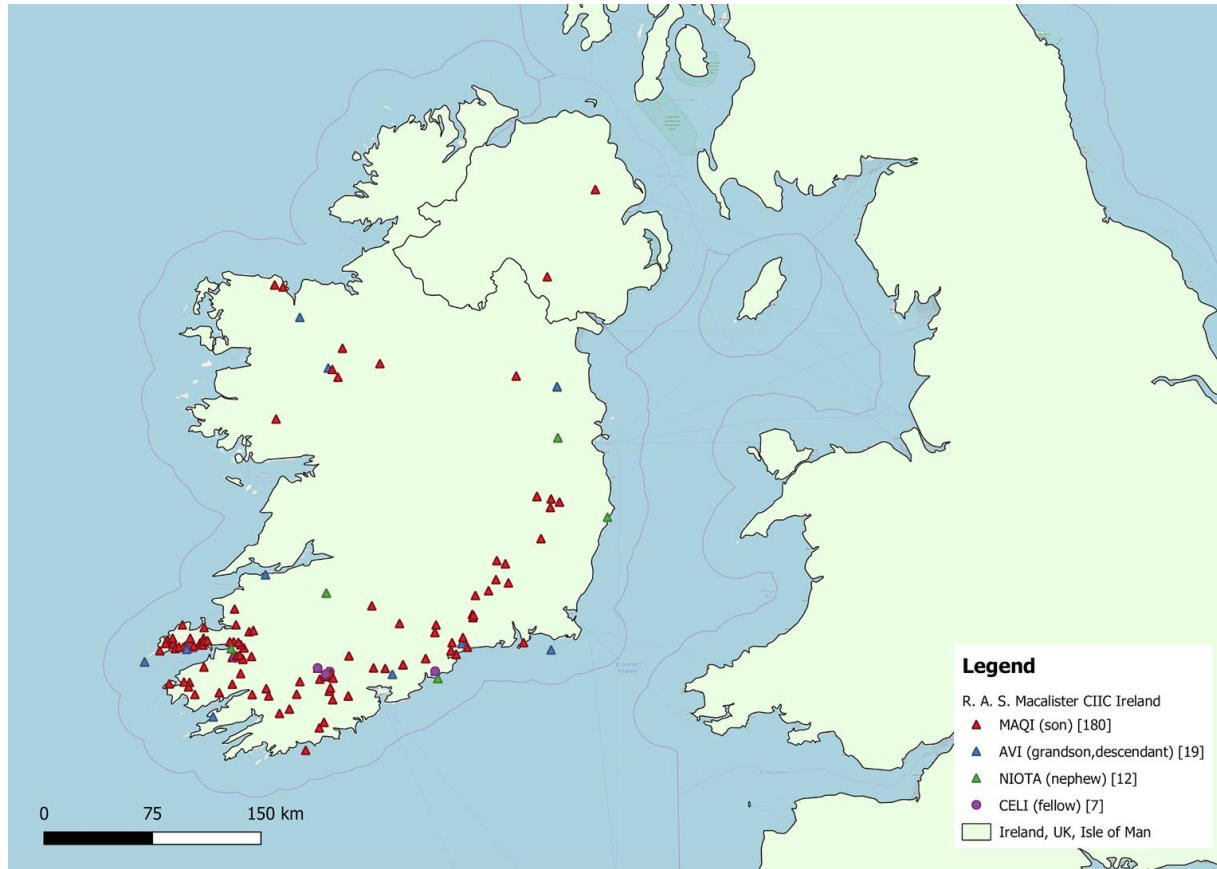 Legend
R. A. S. Macalister CIIC Ireland
MAQI (son) [180]
AVI (grandson,descendant) [19]
NIOTA (nephew) [12]
CELI (fellow) [7]
Ireland, UK, Isle of Man
0 75 150 km